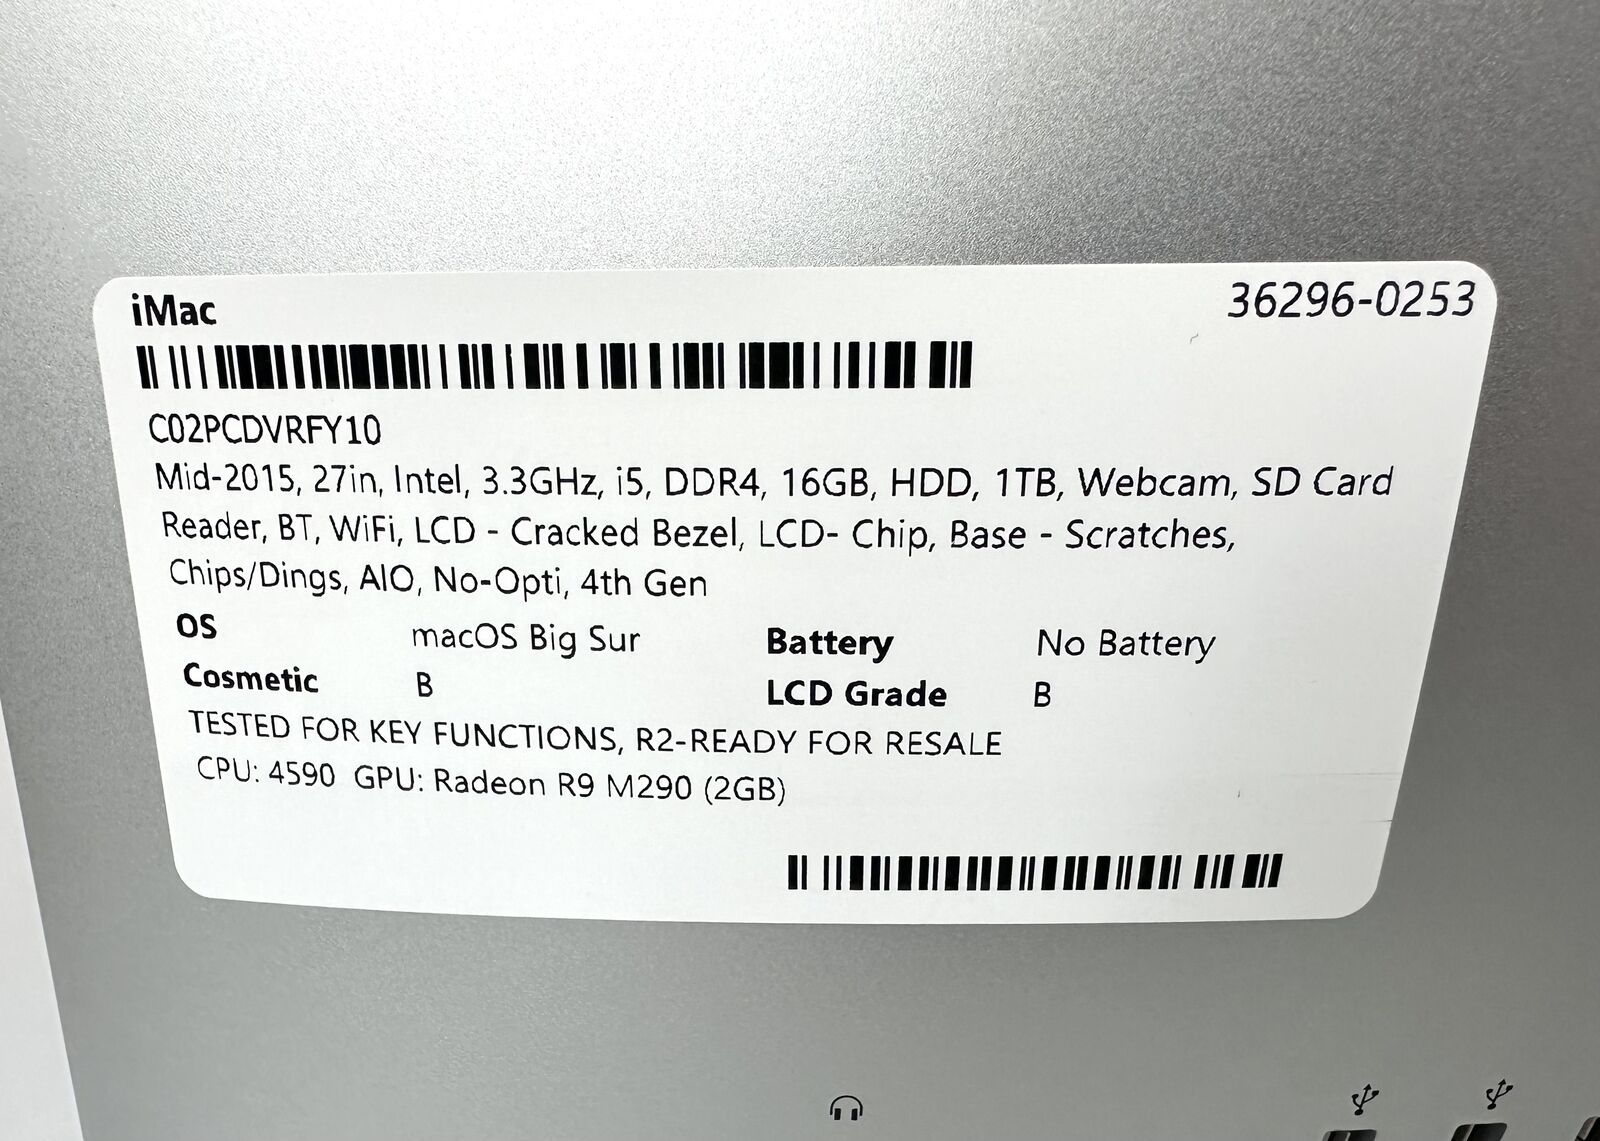 iMac
36296-0253
C02PCDVRFY10
Mid-2015, 27in, Intel, 3.3GHz, i5, DDR4, 16GB, HDD, 1TB, Webcam, SD Card
Reader, BT, WiFi, LCD - Cracked Bezel, LCD- Chip, Base - Scratches,
Chips/Dings, AIO, No-Opti, 4th Gen
OS macOS Big Sur Battery No Battery
Cosmetic B LCD Grade B
TESTED FOR KEY FUNCTIONS, R2-READY FOR RESALE
CPU: 4590 GPU: Radeon R9 M290 (2GB)